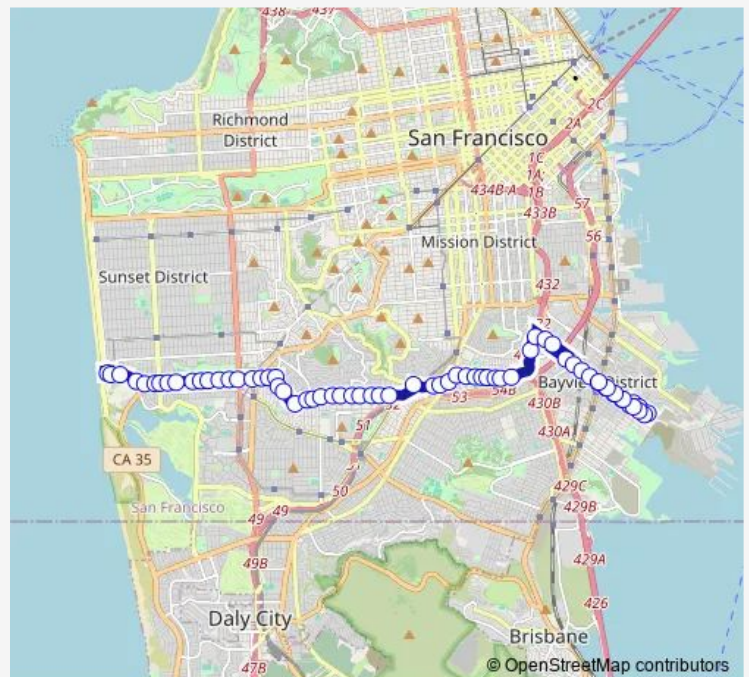 438
437
2C
Richmond
District
2A
San Francisco
1C
1A;
1B
434B-A
433B
57
56
Mission District
Sunset District
432
Bayview District
54B
53
52
51
430B
430A
CA 35
50
429C
429B
San Francisco
49
49
429A
49B
426
Daly City
Brisbane
47B
© OpenStreetMap contributors